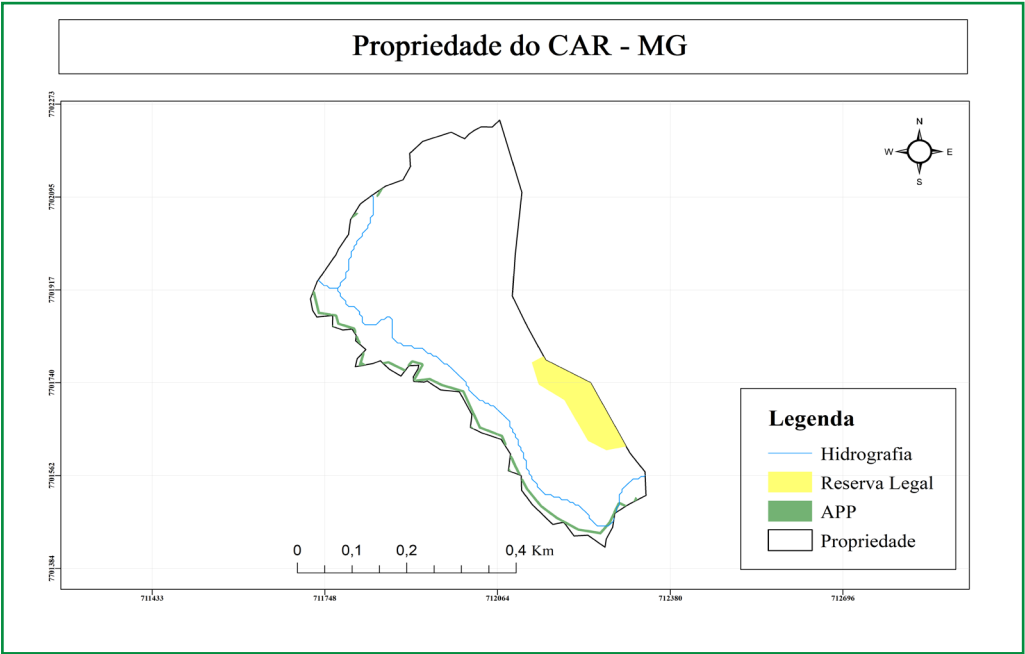 Propriedade do CAR - MG
7702273
7702095
7701917
7701740
7701562
7701384
N
W E
S
Legenda
Hidrografia
Reserva Legal
APP
Propriedade
0 0,1 0,2 0,4 Km
711433 711748 712064 712380 712696